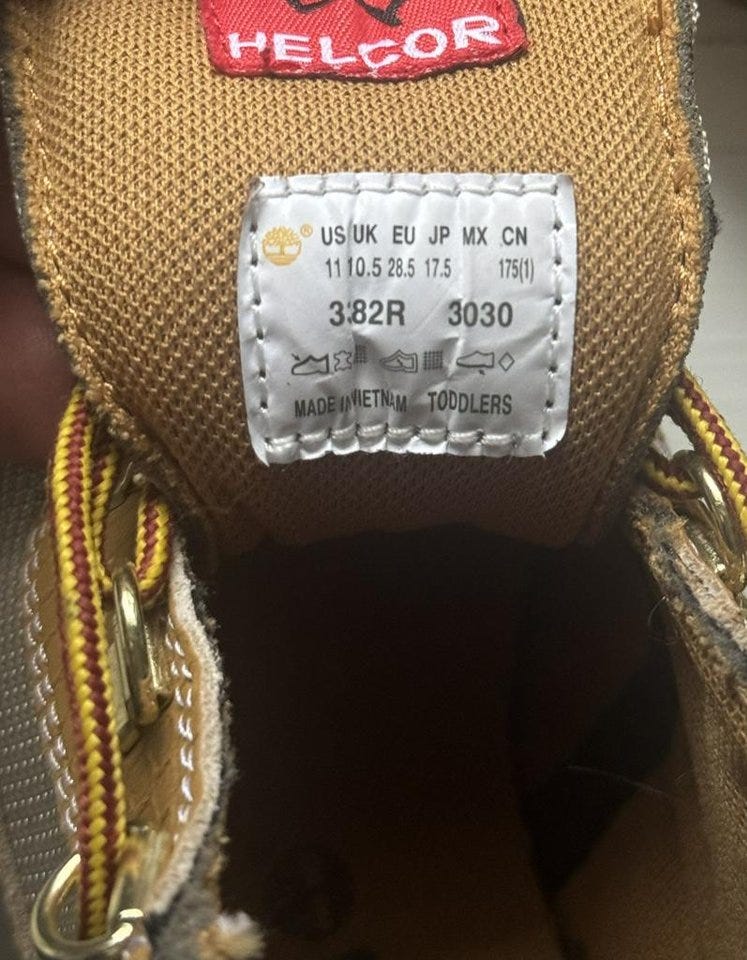 HELCOR
®
US UK EU JP MX CN
11 10.5 28.5 17.5 175(1)
3030
MADE IN VIETNAM TODDLERS